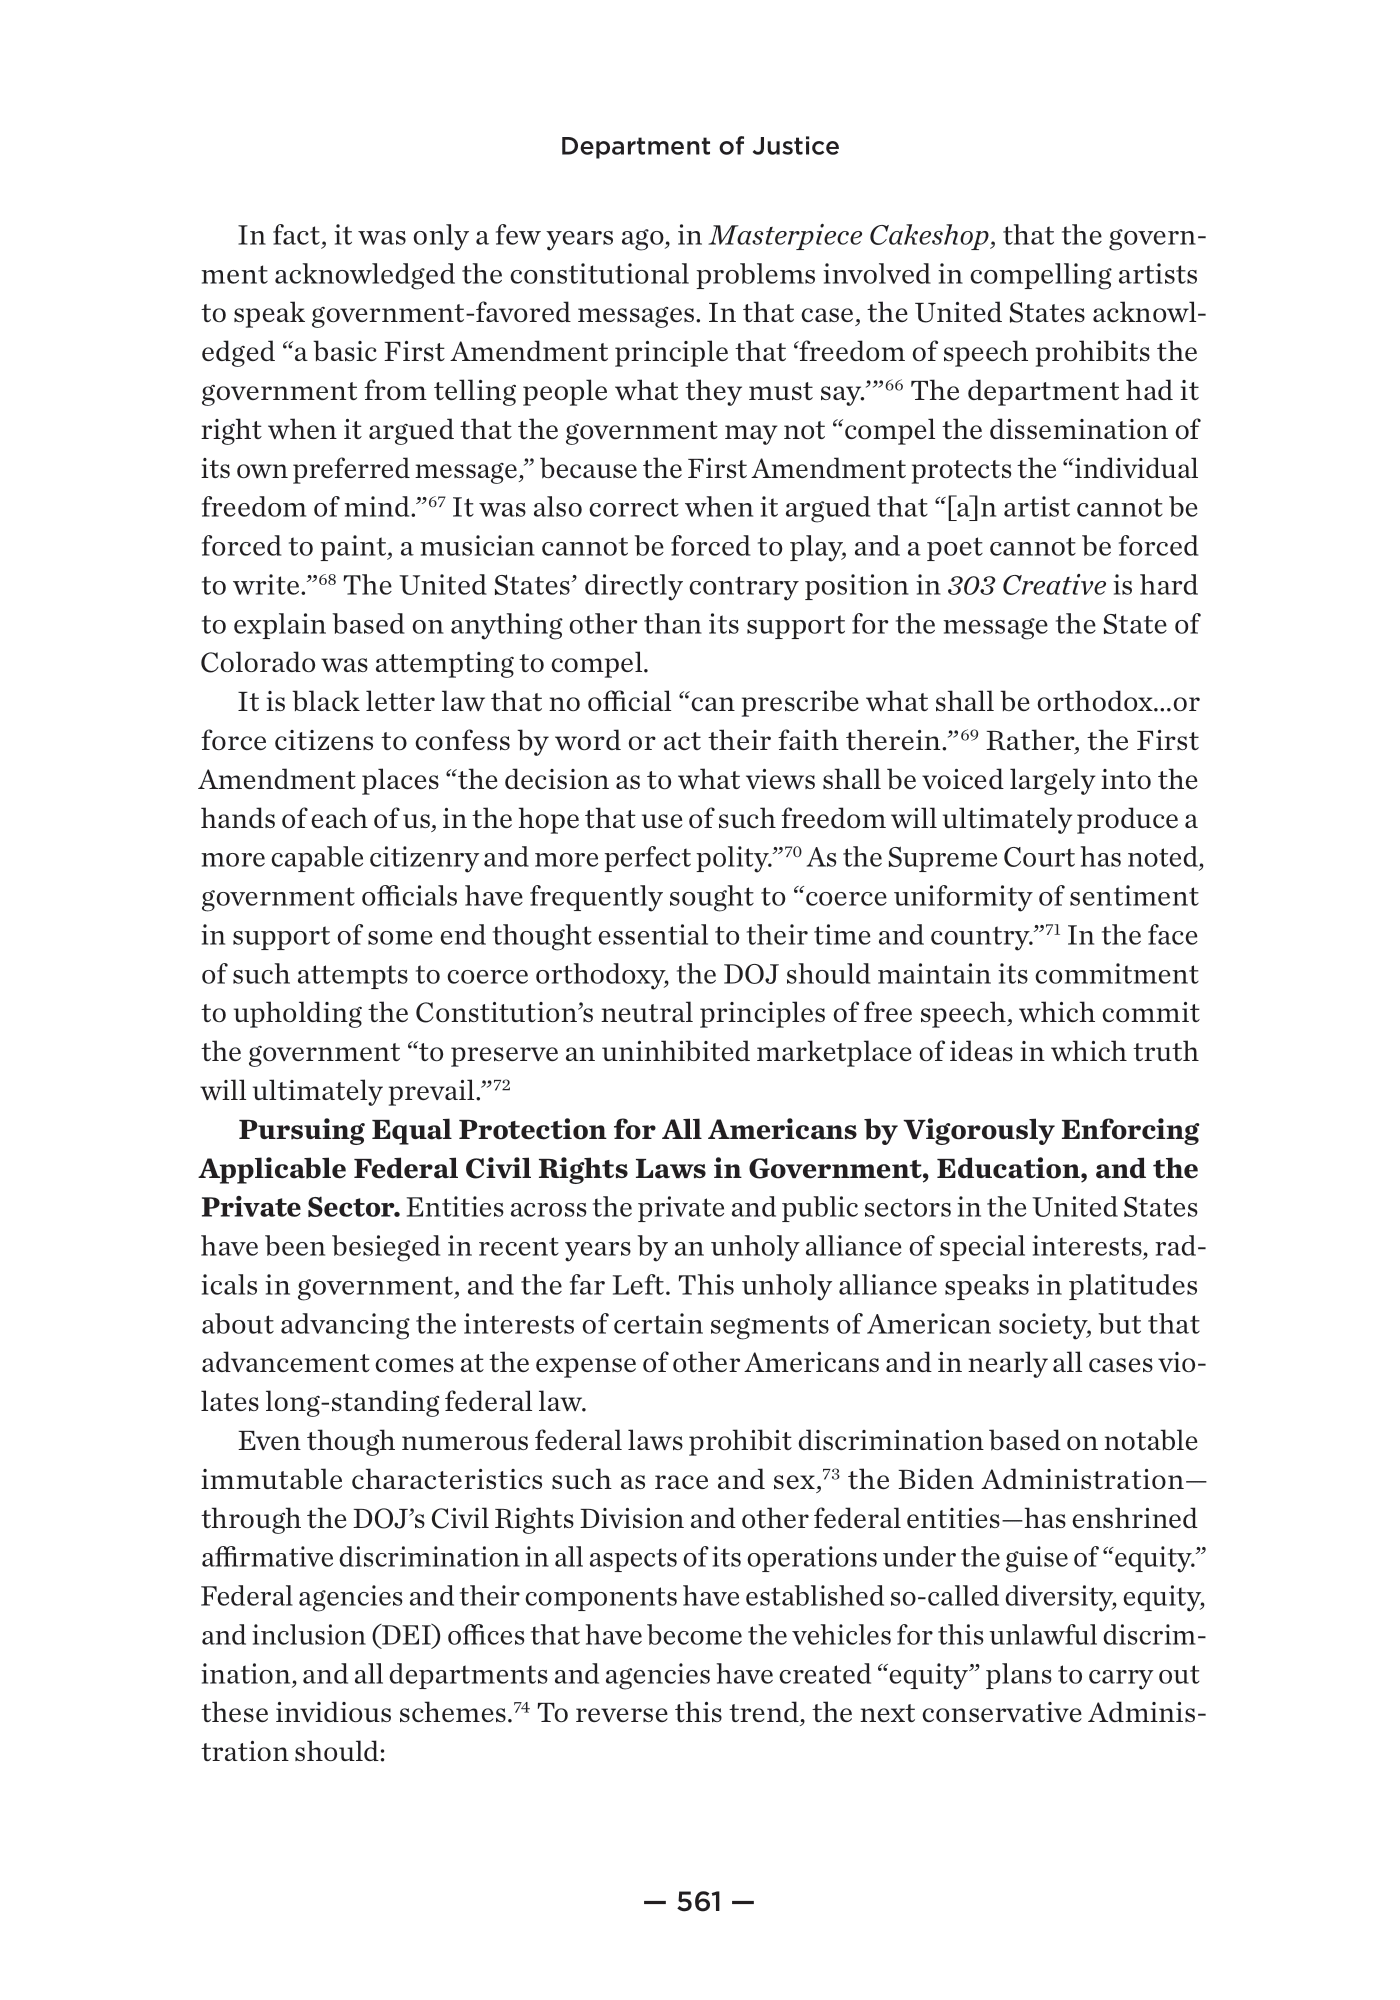 Department of Justice
In fact, it was only a few years ago, in Masterpiece Cakeshop, that the govern-
ment acknowledged the constitutional problems involved in compelling artists
to speak government-favored messages. In that case, the United States acknowl-
edged “a basic First Amendment principle that ‘freedom of speech prohibits the
government from telling people what they must say.’”66 The department had it
right when it argued that the government may not “compel the dissemination of
its own preferred message,” because the First Amendment protects the “individual
freedom of mind.”67 It was also correct when it argued that “[a]n artist cannot be
forced to paint, a musician cannot be forced to play, and a poet cannot be forced
to write.”68 The United States’ directly contrary position in 303 Creative is hard
to explain based on anything other than its support for the message the State of
Colorado was attempting to compel.
It is black letter law that no official “can prescribe what shall be orthodox…or
force citizens to confess by word or act their faith therein.”69 Rather, the First
Amendment places “the decision as to what views shall be voiced largely into the
hands of each of us, in the hope that use of such freedom will ultimately produce a
more capable citizenry and more perfect polity.”70 As the Supreme Court has noted,
government officials have frequently sought to “coerce uniformity of sentiment
in support of some end thought essential to their time and country.”71 In the face
of such attempts to coerce orthodoxy, the DOJ should maintain its commitment
to upholding the Constitution’s neutral principles of free speech, which commit
the government “to preserve an uninhibited marketplace of ideas in which truth
will ultimately prevail.”72
Pursuing Equal Protection for All Americans by Vigorously Enforcing
Applicable Federal Civil Rights Laws in Government, Education, and the
Private Sector. Entities across the private and public sectors in the United States
have been besieged in recent years by an unholy alliance of special interests, rad-
icals in government, and the far Left. This unholy alliance speaks in platitudes
about advancing the interests of certain segments of American society, but that
advancement comes at the expense of other Americans and in nearly all cases vio-
lates long-standing federal law.
Even though numerous federal laws prohibit discrimination based on notable
immutable characteristics such as race and sex,73 the Biden Administration—
through the DOJ’s Civil Rights Division and other federal entities—has enshrined
affirmative discrimination in all aspects of its operations under the guise of “equity.”
Federal agencies and their components have established so-called diversity, equity,
and inclusion (DEI) offices that have become the vehicles for this unlawful discrim-
ination, and all departments and agencies have created “equity” plans to carry out
these invidious schemes.74 To reverse this trend, the next conservative Adminis-
tration should:
— 561 —